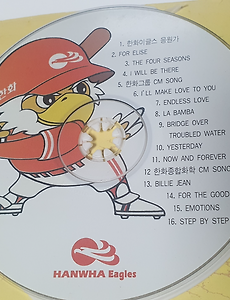 한화
1. 한화이글스 응원가
2. FOR ELISE
3. THE FOUR SEASONS
4. I WILL BE THERE
5. 한화그룹 CM SONG
6. I'LL MAKE LOVE TO YOU
7. ENDLESS LOVE
8. LA BAMBA
9. BRIDGE OVER
TROUBLED WATER
10. YESTERDAY
11. NOW AND FOREVER
12. 한화종합화학 CM SONG
13. BILLIE JEAN
14. FOR THE GOOD
15. EMOTIONS
16. STEP BY STEP
HANWHA Eagles